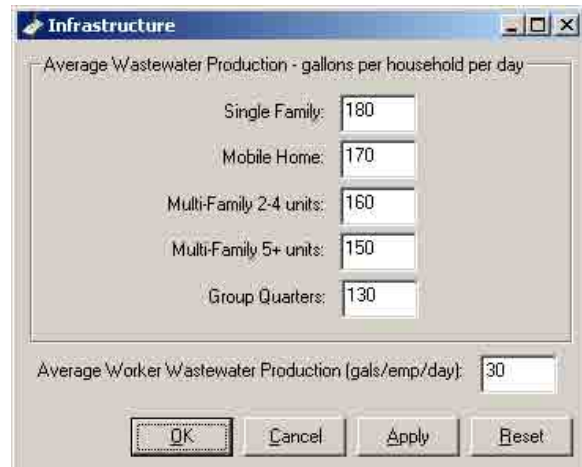 Infrastructure
Average Wastewater Production - gallons per household per day
Single Family: 180
Mobile Home: 170
Multi-Family 2-4 units: 160
Multi-Family 5+ units: 150
Group Quarters: 130
Average Worker Wastewater Production (gals/emp/day): 30
OK Cancel Apply Reset